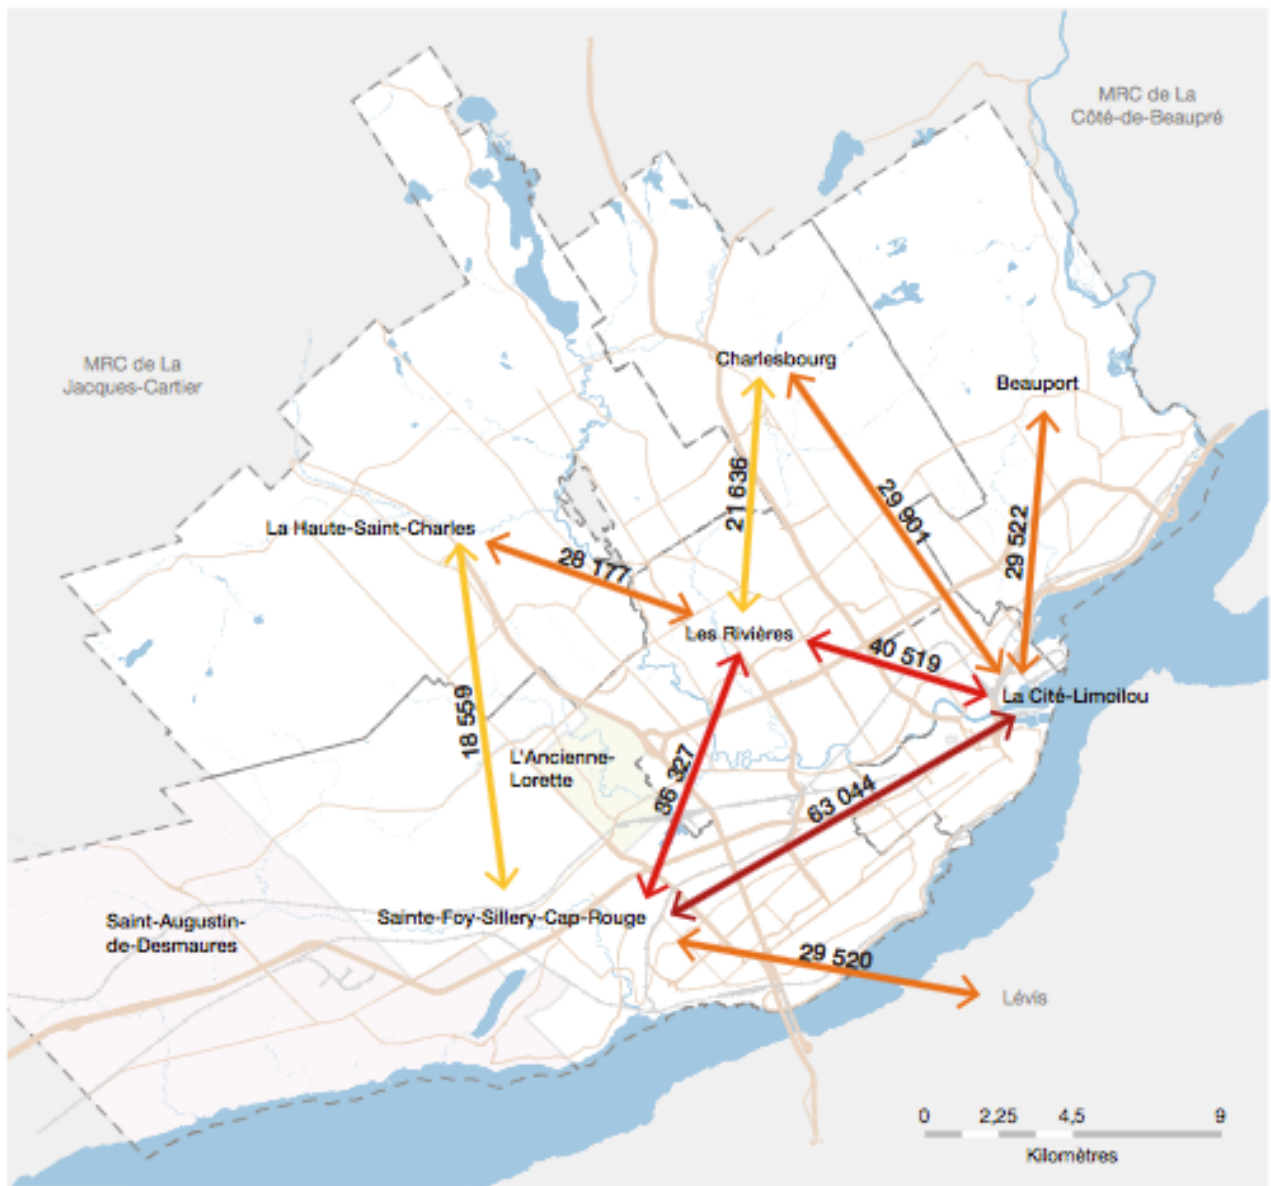 MRC de La
Côté-de-Beaupré
MRC de La
Jacques-Cartier
Charlesbourg
Beauport
21 636
29 901
29 522
La Haute-Saint-Charles
28 177
Les Rivières
40 519
La Cité-Limoilou
18 559
L'Ancienne-
Lorette
36 327
63 044
Saint-Augustin-
de-Desmaures
Sainte-Foy-Sillery-Cap-Rouge
29 520
Lévis
0 2,25 4,5 9
Kilomètres